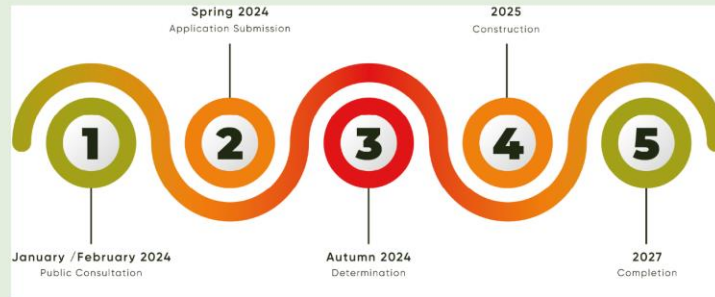 Spring 2024
Application Submission
2025
Construction
1
2
3
4
5
January /February 2024
Public Consultation
Autumn 2024
Determination
2027
Completion